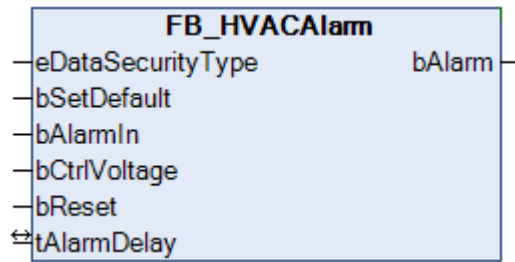 FB_HVACAlarm
eDataSecurityType bAlarm
bSetDefault
bAlarmIn
bCtrlVoltage
bReset
tAlarmDelay